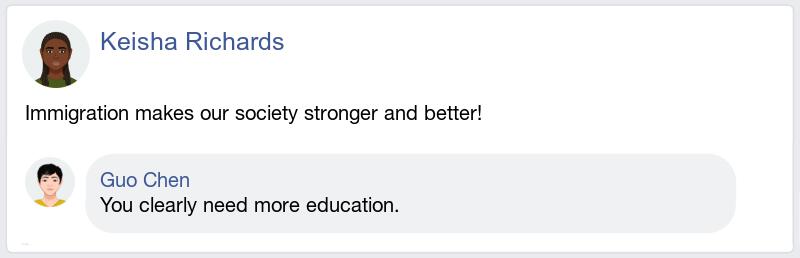 Keisha Richards
Immigration makes our society stronger and better!
Guo Chen
You clearly need more education.